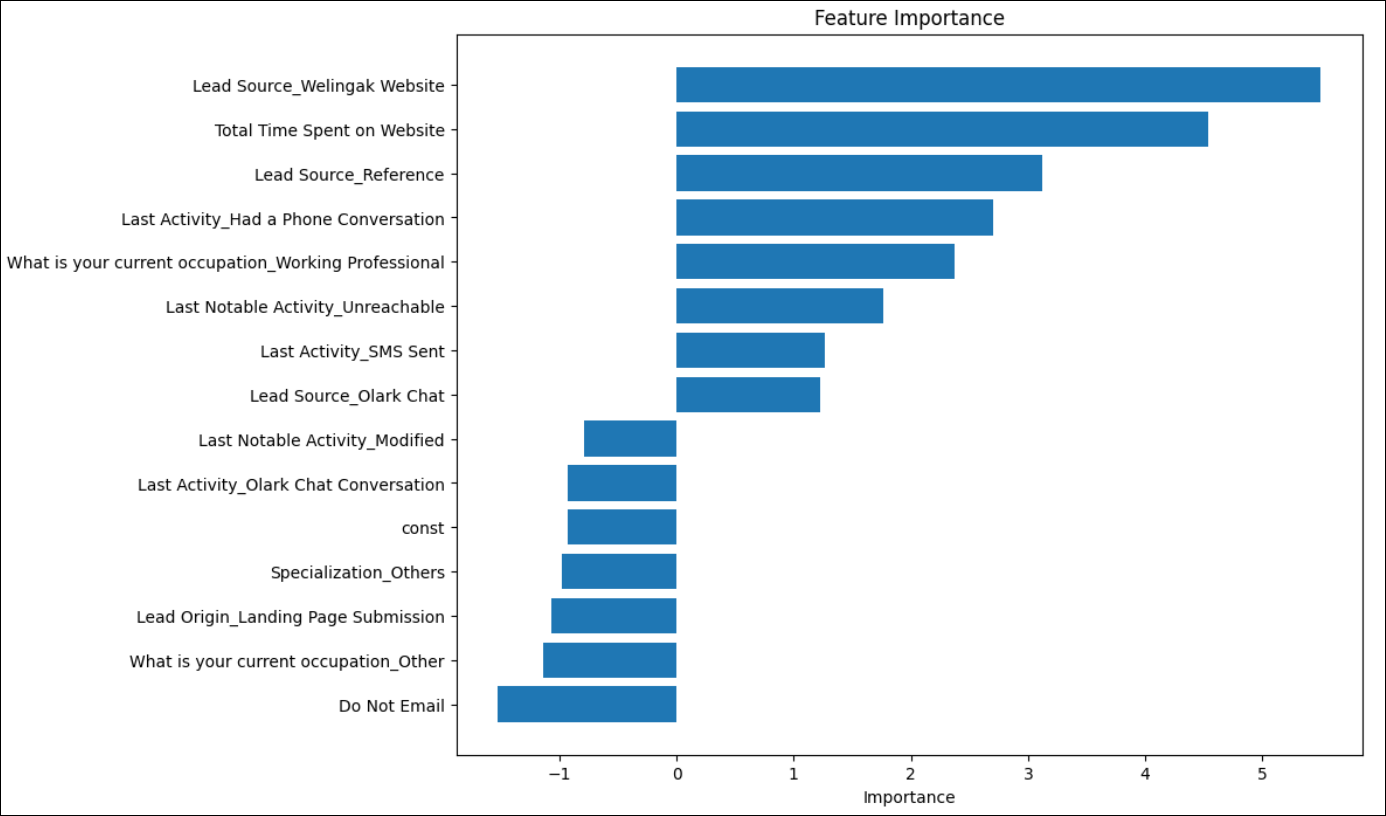 Feature Importance
Lead Source_Welingak Website
Total Time Spent on Website
Lead Source_Reference
Last Activity_Had a Phone Conversation
What is your current occupation_Working Professional
Last Notable Activity_Unreachable
Last Activity_SMS Sent
Lead Source_Olark Chat
Last Notable Activity_Modified
Last Activity_Olark Chat Conversation
const
Specialization_Others
Lead Origin_Landing Page Submission
What is your current occupation_Other
Do Not Email
−1 0 1 2 3 4 5
Importance